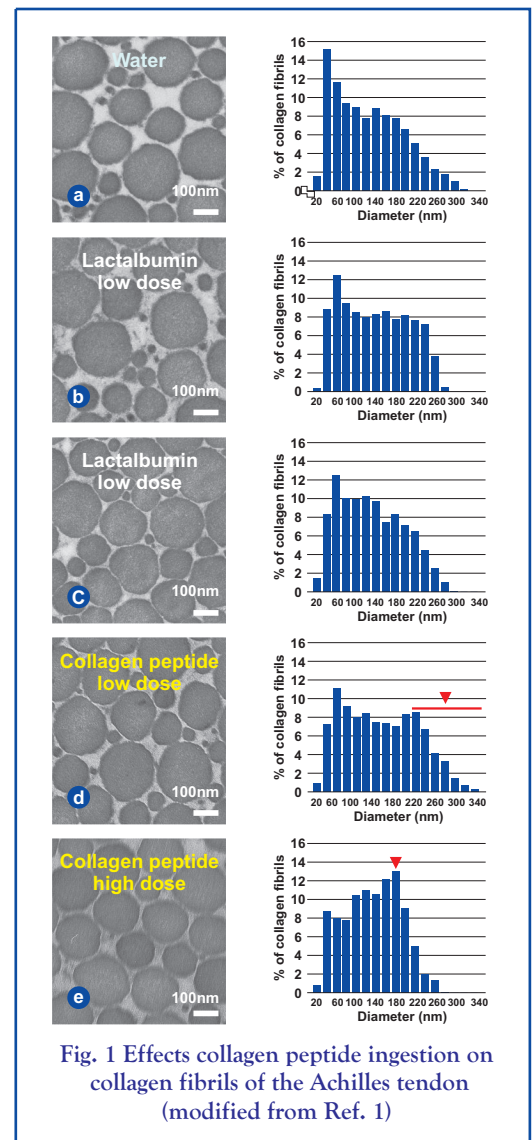 Water
100nm
a
% of collagen fibrils
16
14
12
10
8
6
4
2
0
20 60 100 140 180 220 260 300 340
Diameter (nm)
Lactalbumin
low dose
100nm
b
% of collagen fibrils
16
14
12
10
8
6
4
2
0
20 60 100 140 180 220 260 300 340
Diameter (nm)
Lactalbumin
low dose
100nm
C
% of collagen fibrils
16
14
12
10
8
6
4
2
0
20 60 100 140 180 220 260 300 340
Diameter (nm)
Collagen peptide
low dose
100nm
d
% of collagen fibrils
16
14
12
10
8
6
4
2
0
20 60 100 140 180 220 260 300 340
Diameter (nm)
Collagen peptide
high dose
100nm
e
% of collagen fibrils
16
14
12
10
8
6
4
2
0
20 60 100 140 180 220 260 300 340
Diameter (nm)
Fig. 1 Effects collagen peptide ingestion on
collagen fibrils of the Achilles tendon
(modified from Ref. 1)